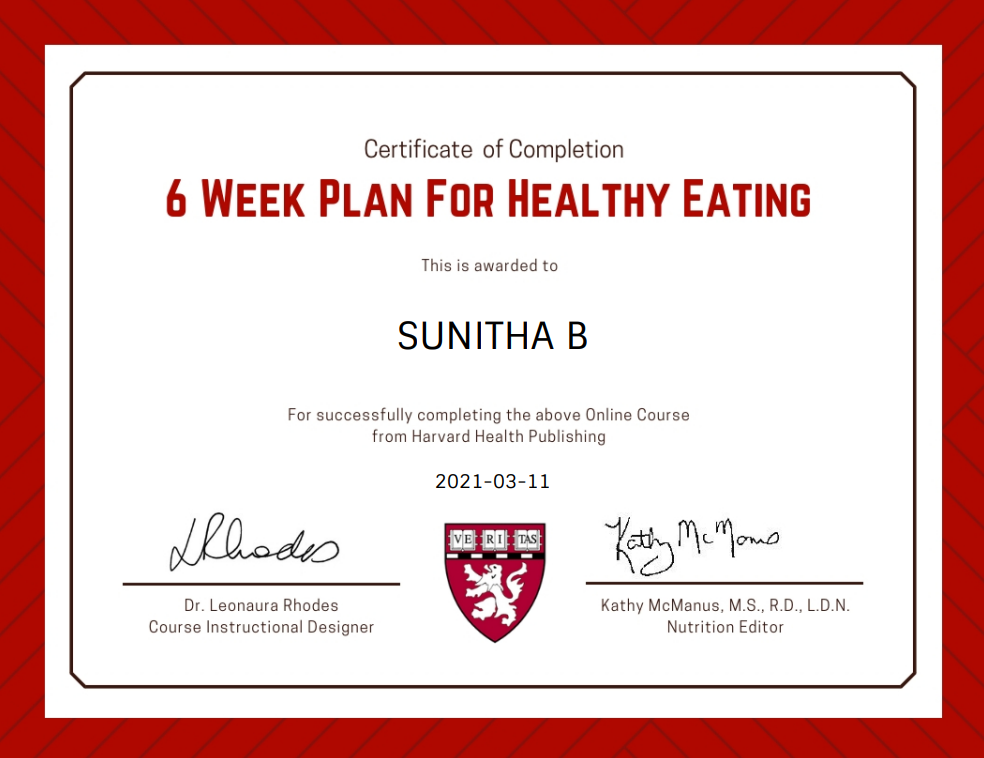 Certificate of Completion
6 WEEK PLAN FOR HEALTHY EATING
This is awarded to
SUNITHA B
For successfully completing the above Online Course
from Harvard Health Publishing
2021-03-11
LRhodes
Kathy McManus
VE RI TAS
Dr. Leonaura Rhodes
Course Instructional Designer
Kathy McManus, M.S., R.D., L.D.N.
Nutrition Editor